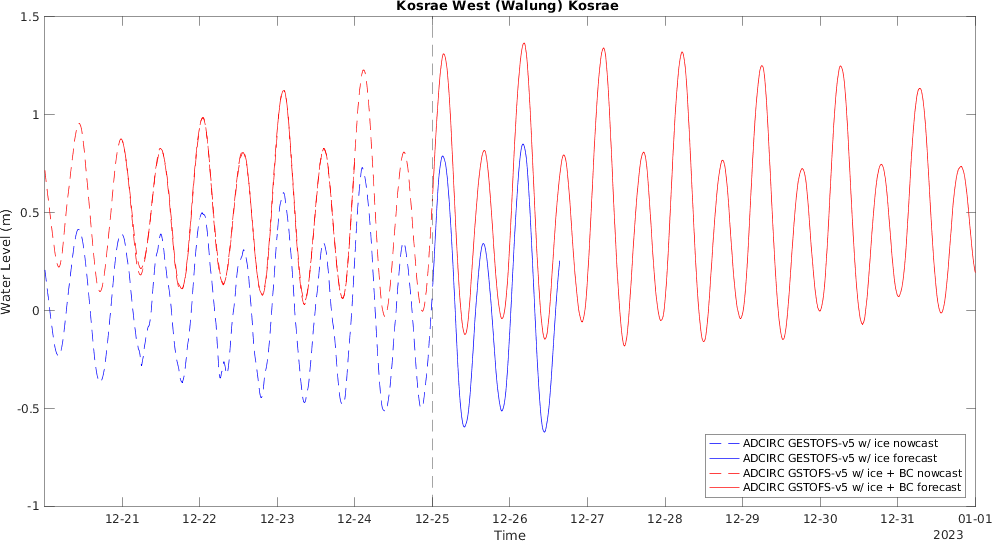 Kosrae West (Walung) Kosrae
1.5
1
0.5
0
-0.5
-1
Water Level (m)
12-21 12-22 12-23 12-24 12-25 12-26 12-27 12-28 12-29 12-30 12-31 01-01
Time
2023
ADCIRC GESTOFS-v5 w/ ice nowcast
ADCIRC GESTOFS-v5 w/ ice forecast
ADCIRC GSTOFS-v5 w/ ice + BC nowcast
ADCIRC GSTOFS-v5 w/ ice + BC forecast